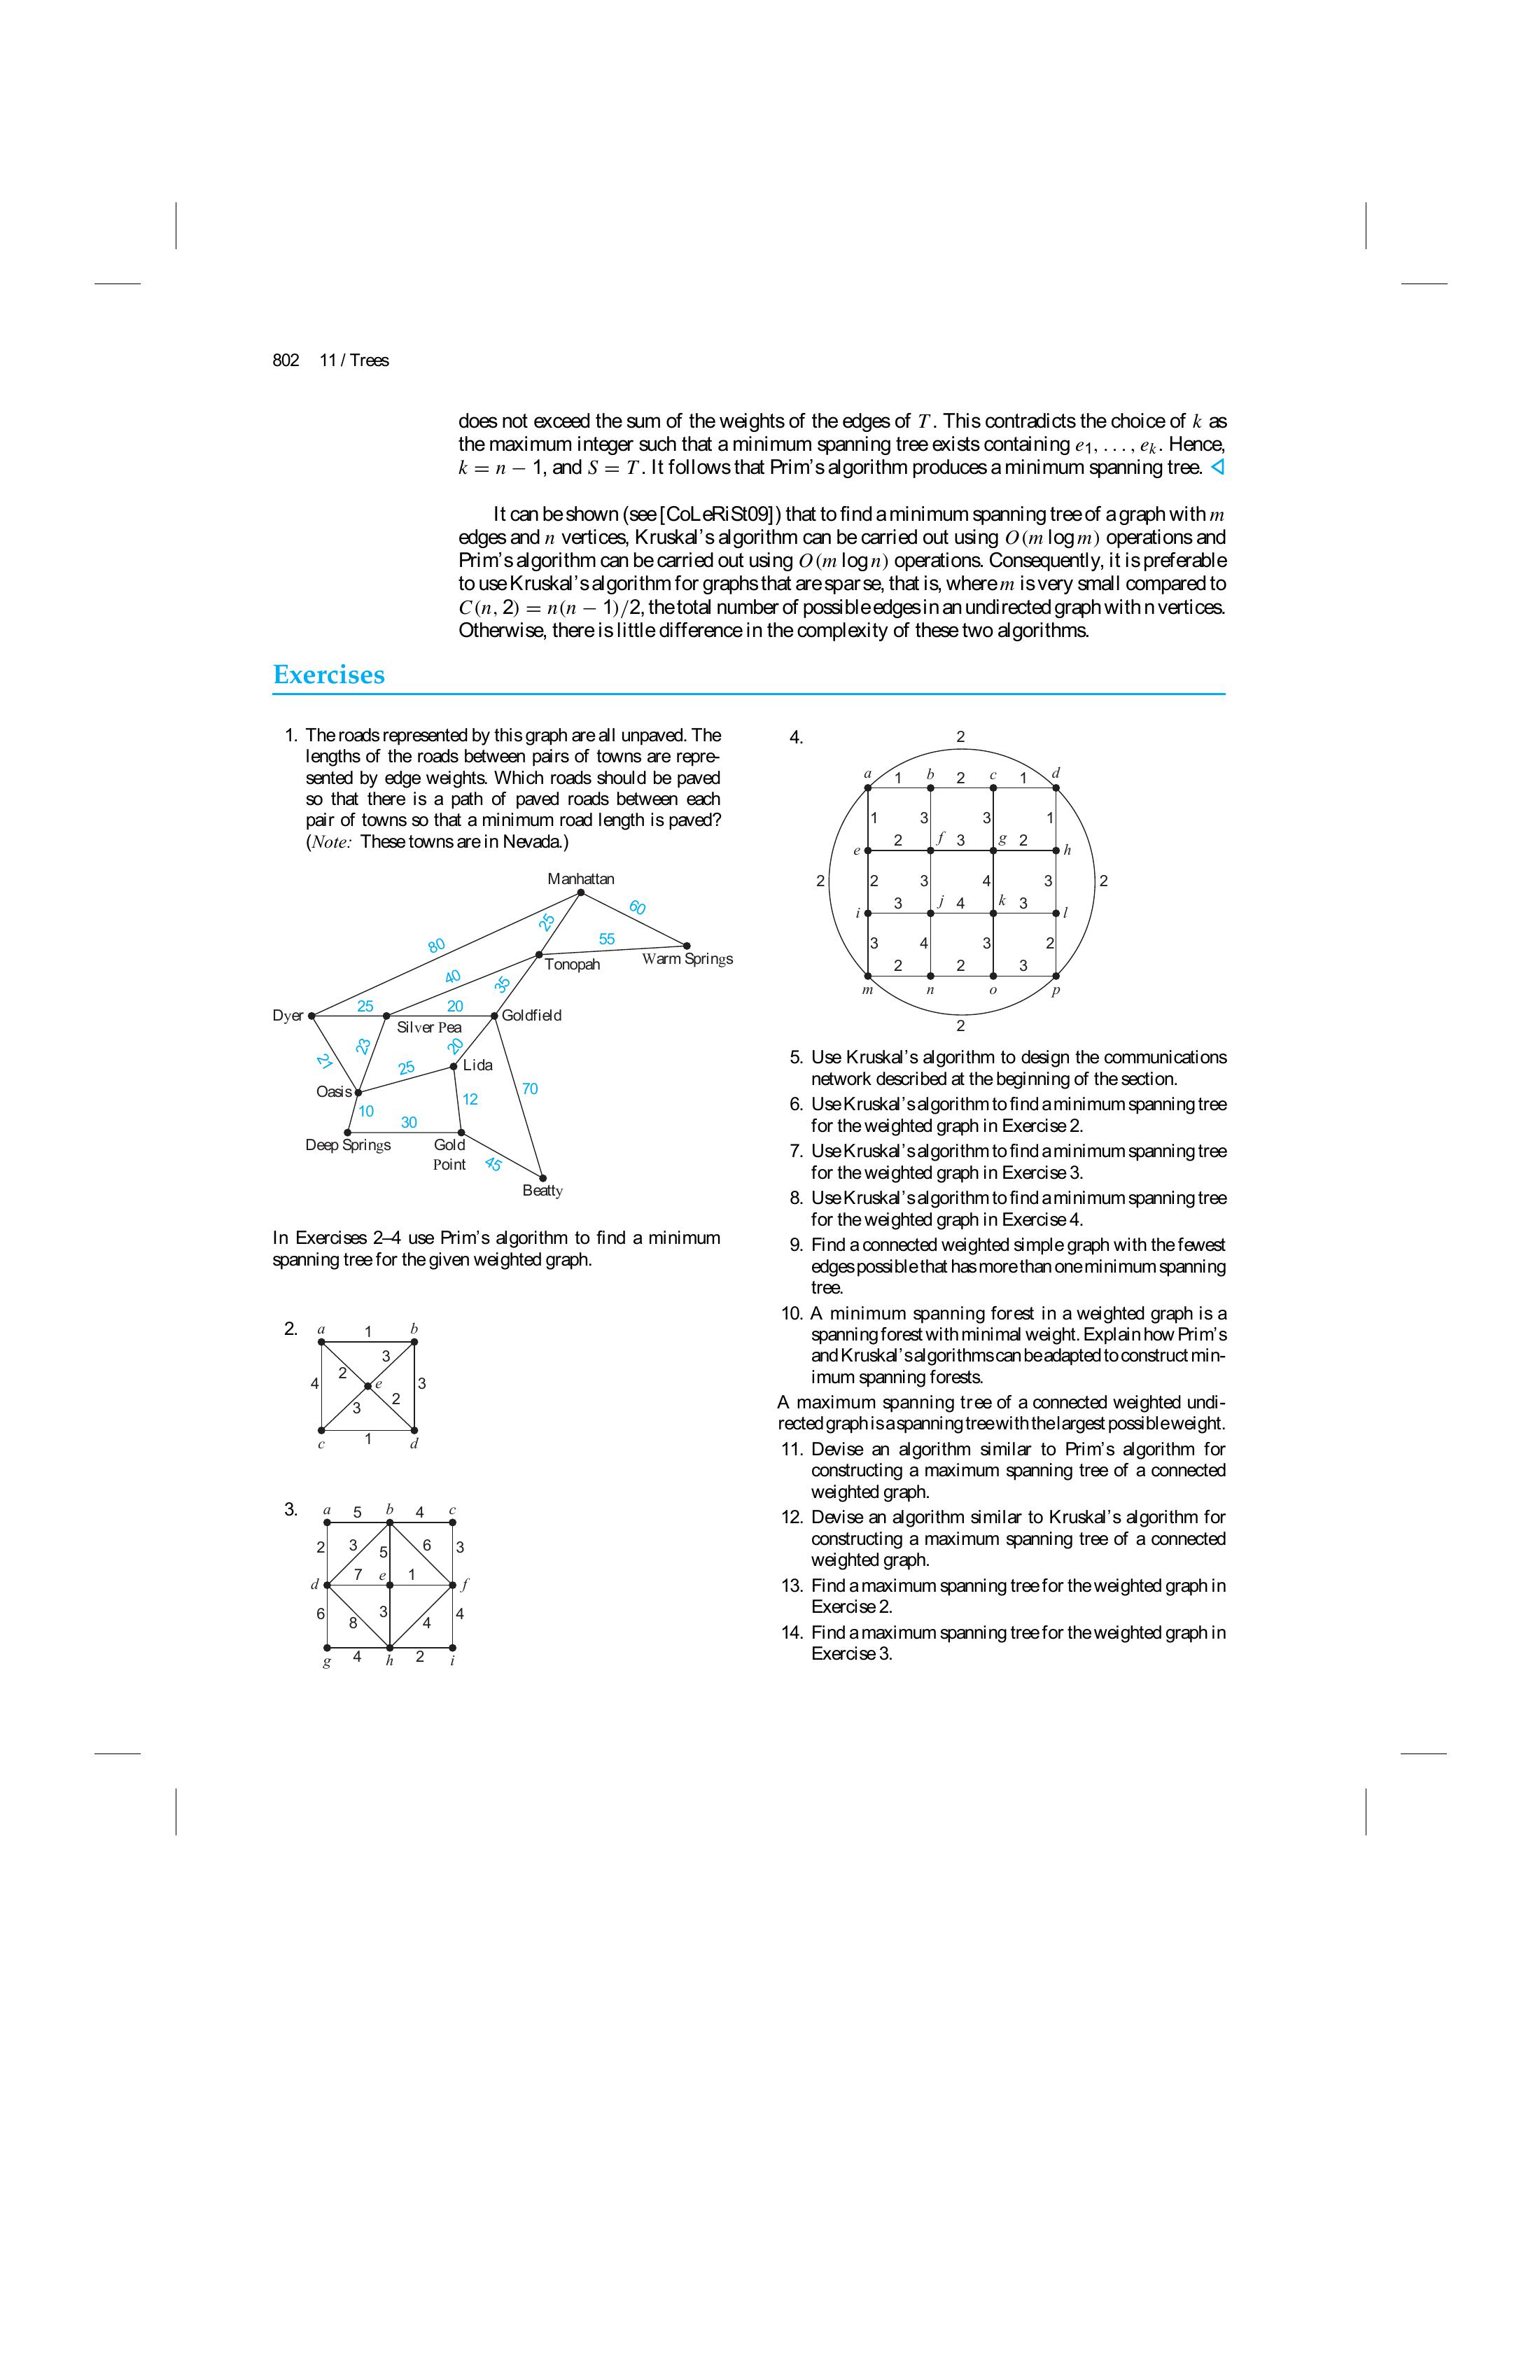 802 11 / Trees
does not exceed the sum of the weights of the edges of T. This contradicts the choice of k as
the maximum integer such that a minimum spanning tree exists containing e1, . . . , ek. Hence,
k = n − 1, and S = T. It follows that Prim's algorithm produces a minimum spanning tree. ◁
It can be shown (see [CoLeRiSt09]) that to find a minimum spanning tree of a graph with m
edges and n vertices, Kruskal's algorithm can be carried out using O(m log m) operations and
Prim's algorithm can be carried out using O(m log n) operations. Consequently, it is preferable
to use Kruskal's algorithm for graphs that are sparse, that is, where m is very small compared to
C(n, 2) = n(n − 1)/2, the total number of possible edges in an undirected graph with n vertices.
Otherwise, there is little difference in the complexity of these two algorithms.
Exercises
1. The roads represented by this graph are all unpaved. The
lengths of the roads between pairs of towns are repre-
sented by edge weights. Which roads should be paved
so that there is a path of paved roads between each
pair of towns so that a minimum road length is paved?
(Note: These towns are in Nevada.)
Manhattan
60
25
80
55
Warm Springs
Tonopah
40
35
Dyer
25
20
Goldfield
Silver Pea
21
23
20
25
Lida
Oasis
10
12
70
30
Deep Springs
Gold
Point
45
Beatty
In Exercises 2–4 use Prim's algorithm to find a minimum
spanning tree for the given weighted graph.
2.
a 1 b
3
2
4 e 3
2
3
c 1 d
3.
a 5 b 4 c
2 3 5 6 3
d 7 e 1 f
6 8 3 4 4
g 4 h 2 i
4.
2
a 1 b 2 c 1 d
1 3 3 1
e 2 f 3 g 2 h
2 2 3 4 3 2
i 3 j 4 k 3 l
3 4 3 2
2 2 3
m n o p
2
5. Use Kruskal's algorithm to design the communications
network described at the beginning of the section.
6. Use Kruskal's algorithm to find a minimum spanning tree
for the weighted graph in Exercise 2.
7. Use Kruskal's algorithm to find a minimum spanning tree
for the weighted graph in Exercise 3.
8. Use Kruskal's algorithm to find a minimum spanning tree
for the weighted graph in Exercise 4.
9. Find a connected weighted simple graph with the fewest
edges possible that has more than one minimum spanning
tree.
10. A minimum spanning forest in a weighted graph is a
spanning forest with minimal weight. Explain how Prim's
and Kruskal's algorithms can be adapted to construct min-
imum spanning forests.
A maximum spanning tree of a connected weighted undi-
rected graph is a spanning tree with the largest possible weight.
11. Devise an algorithm similar to Prim's algorithm for
constructing a maximum spanning tree of a connected
weighted graph.
12. Devise an algorithm similar to Kruskal's algorithm for
constructing a maximum spanning tree of a connected
weighted graph.
13. Find a maximum spanning tree for the weighted graph in
Exercise 2.
14. Find a maximum spanning tree for the weighted graph in
Exercise 3.